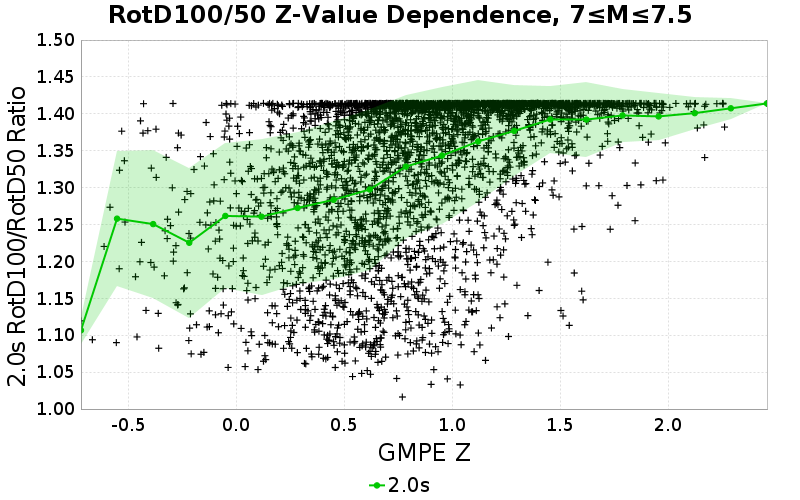 RotD100/50 Z-Value Dependence, 7≤M≤7.5
2.0s RotD100/RotD50 Ratio
1.50
1.45
1.40
1.35
1.30
1.25
1.20
1.15
1.10
1.05
1.00
-0.5 0.0 0.5 1.0 1.5 2.0
GMPE Z
2.0s